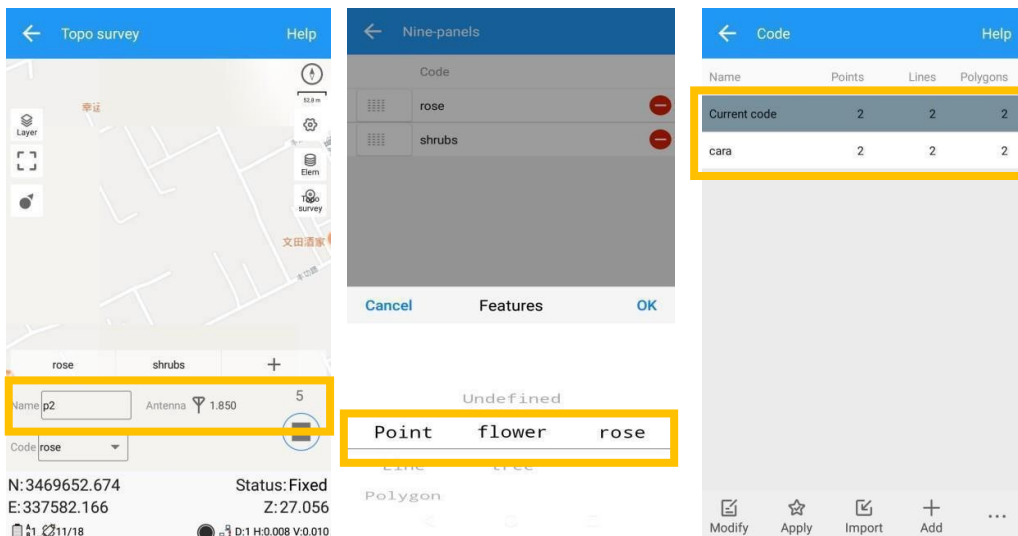 Topo survey Help
52.8 m
幸运
Layer
Elem
Topo survey
文田酒家
rose shrubs +
Name p2 Antenna 1.850 5
Code rose
N:3469652.674 Status:Fixed
E:337582.166 Z:27.056
11/18 D:1 H:0.008 V:0.010
Nine-panels
Code
rose
shrubs
Cancel Features OK
Undefined
Point flower rose
Line tree
Polygon
Code Help
Name Points Lines Polygons
Current code 2 2 2
cara 2 2 2
Modify Apply Import Add ...